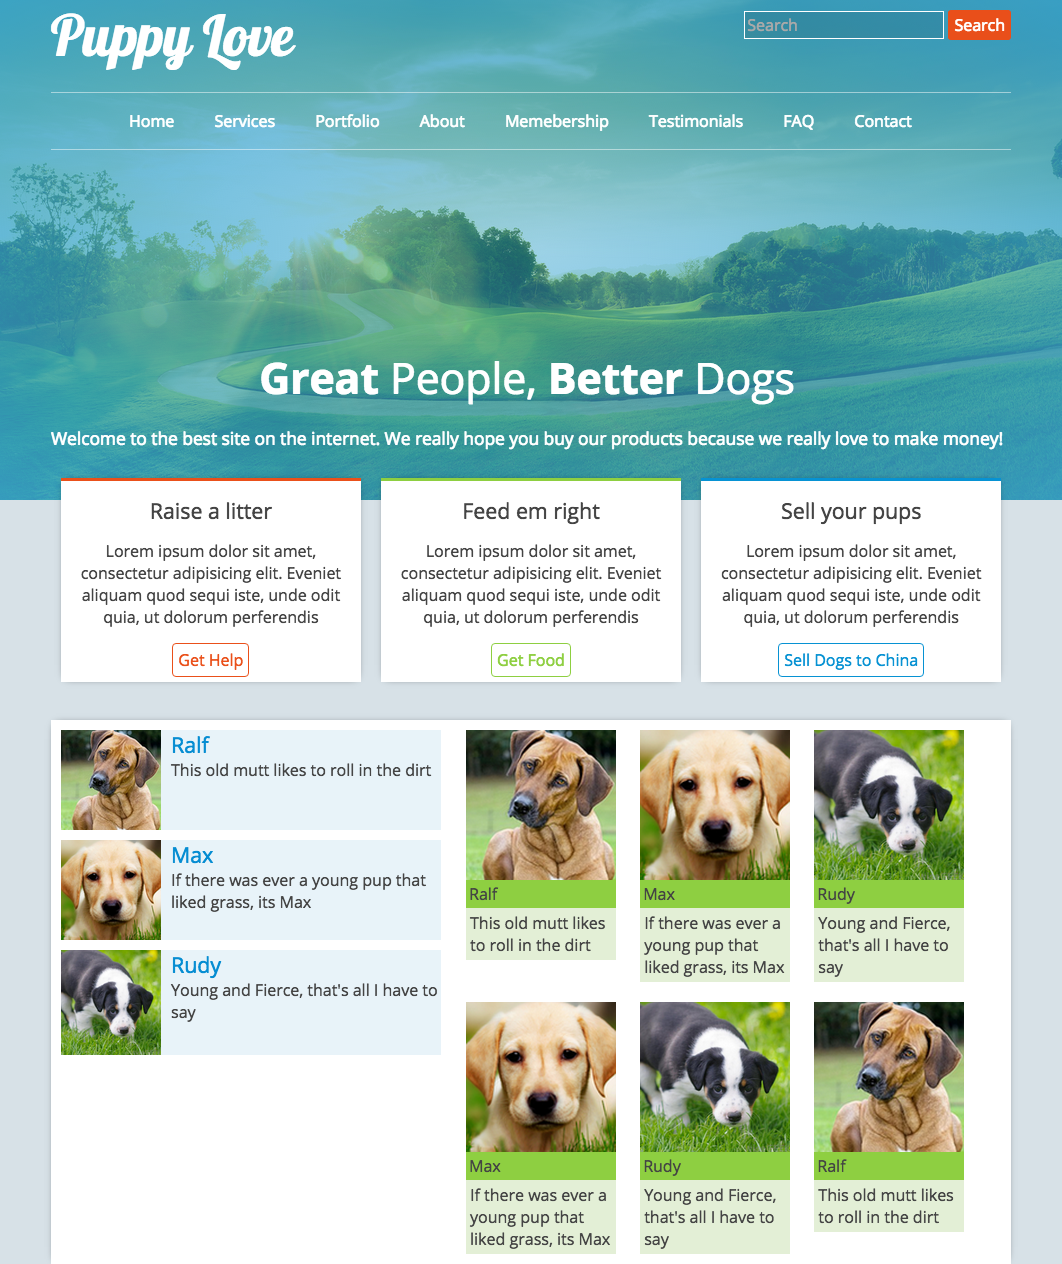 Puppy Love
Search
Search
Home Services Portfolio About Memebership Testimonials FAQ Contact
Great People, Better Dogs
Welcome to the best site on the internet. We really hope you buy our products because we really love to make money!
Raise a litter
Lorem ipsum dolor sit amet,
consectetur adipisicing elit. Eveniet
aliquam quod sequi iste, unde odit
quia, ut dolorum perferendis
Get Help
Feed em right
Lorem ipsum dolor sit amet,
consectetur adipisicing elit. Eveniet
aliquam quod sequi iste, unde odit
quia, ut dolorum perferendis
Get Food
Sell your pups
Lorem ipsum dolor sit amet,
consectetur adipisicing elit. Eveniet
aliquam quod sequi iste, unde odit
quia, ut dolorum perferendis
Sell Dogs to China
Ralf
This old mutt likes to roll in the dirt
Max
If there was ever a young pup that
liked grass, its Max
Rudy
Young and Fierce, that's all I have to
say
Ralf
This old mutt likes
to roll in the dirt
Max
If there was ever a
young pup that
liked grass, its Max
Rudy
Young and Fierce,
that's all I have to
say
Max
If there was ever a
young pup that
liked grass, its Max
Rudy
Young and Fierce,
that's all I have to
say
Ralf
This old mutt likes
to roll in the dirt